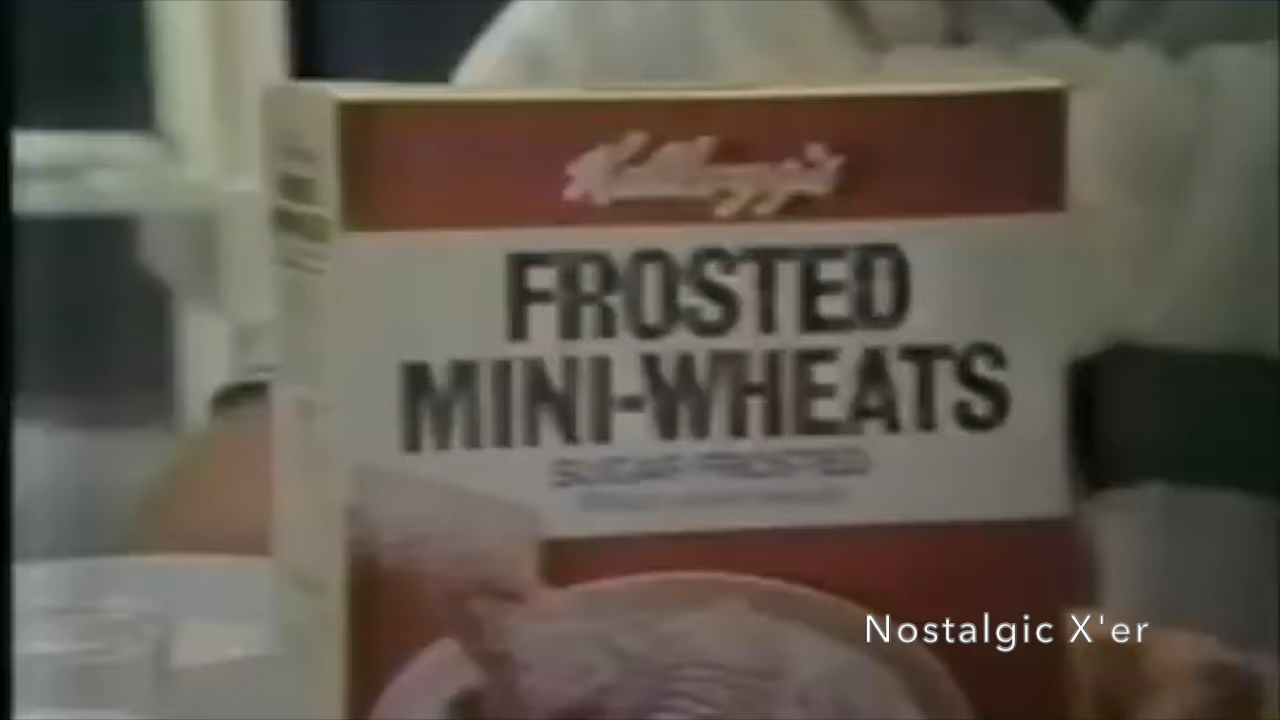 Kellogg's
FROSTED
MINI-WHEATS
SUGAR FROSTED
Nostalgic X'er